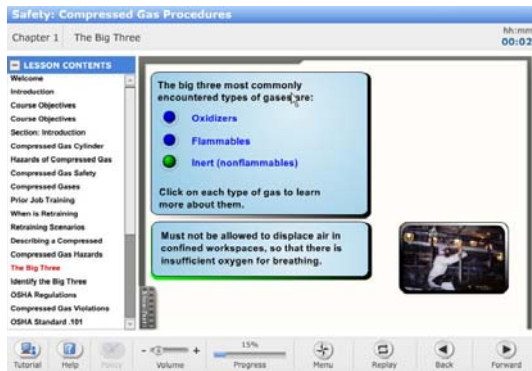 Safety: Compressed Gas Procedures
Chapter 1 The Big Three
hh:mm
00:02
LESSON CONTENTS
Welcome
Introduction
Course Objectives
Course Objectives
Section: Introduction
Compressed Gas Cylinder
Hazards of Compressed Gas
Compressed Gas Safety
Compressed Gases
Prior Job Training
When is Retraining
Retraining Scenarios
Describing a Compressed
Compressed Gas Hazards
The Big Three
Identify the Big Three
OSHA Regulations
Compressed Gas Violations
OSHA Standard .101
The big three most commonly
encountered types of gases are:
Oxidizers
Flammables
Inert (nonflammables)
Click on each type of gas to learn
more about them.
Must not be allowed to displace air in
confined workspaces, so that there is
insufficient oxygen for breathing.
Tutorial
Help
Policy
- +
Volume
15%
Progress
Menu
Replay
Back
Forward